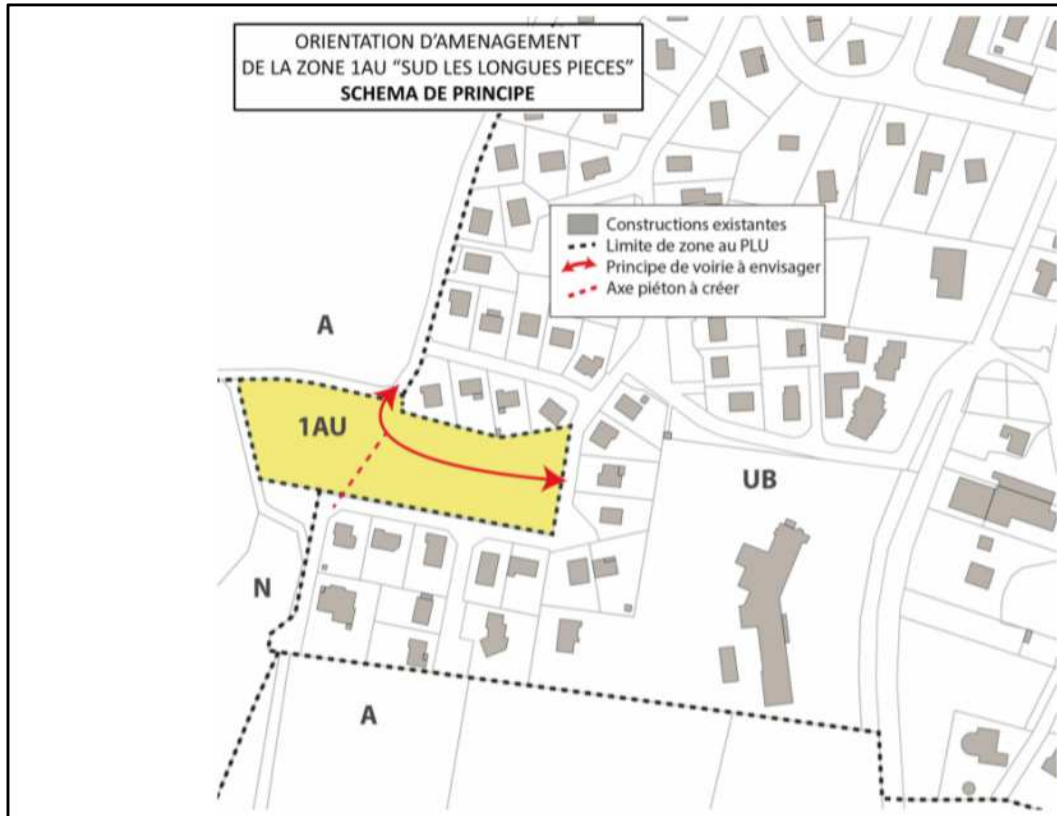 ORIENTATION D'AMENAGEMENT
DE LA ZONE 1AU "SUD LES LONGUES PIECES"
SCHEMA DE PRINCIPE
Constructions existantes
Limite de zone au PLU
Principe de voirie à envisager
Axe piéton à créer
A
1AU
UB
N
A